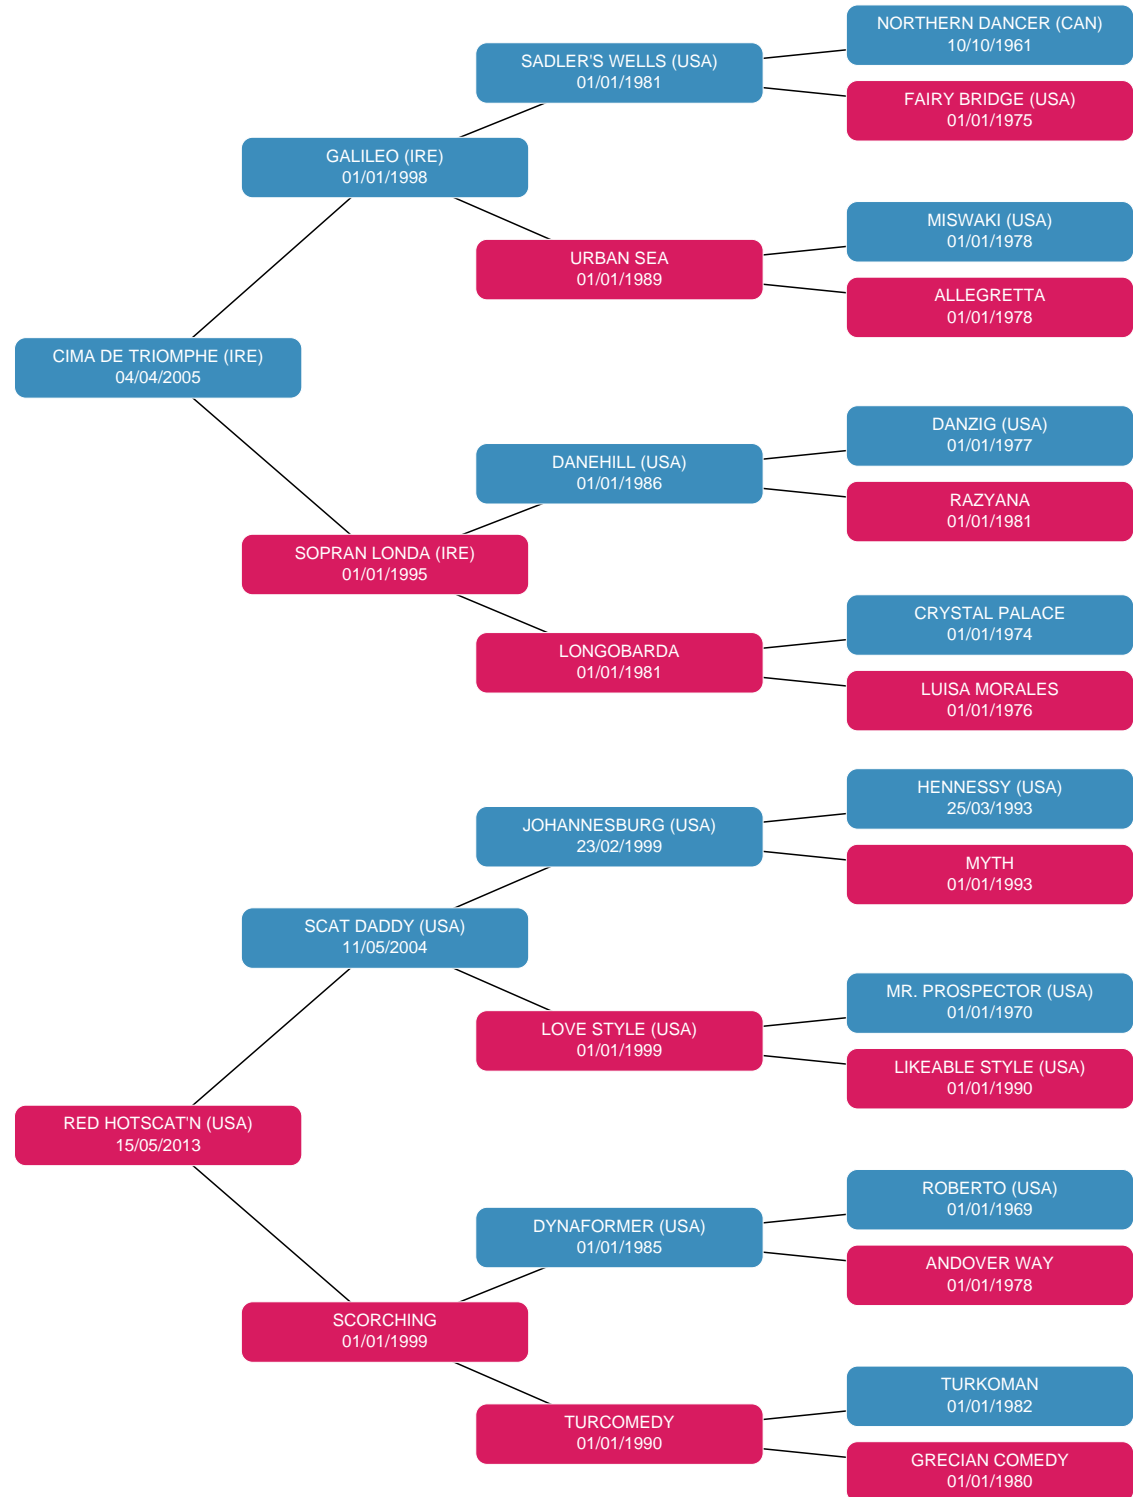 NORTHERN DANCER (CAN)
10/10/1961
SADLER'S WELLS (USA)
01/01/1981
FAIRY BRIDGE (USA)
01/01/1975
GALILEO (IRE)
01/01/1998
MISWAKI (USA)
01/01/1978
URBAN SEA
01/01/1989
ALLEGRETTA
01/01/1978
CIMA DE TRIOMPHE (IRE)
04/04/2005
DANZIG (USA)
01/01/1977
DANEHILL (USA)
01/01/1986
RAZYANA
01/01/1981
SOPRAN LONDA (IRE)
01/01/1995
CRYSTAL PALACE
01/01/1974
LONGOBARDA
01/01/1981
LUISA MORALES
01/01/1976
HENNESSY (USA)
25/03/1993
JOHANNESBURG (USA)
23/02/1999
MYTH
01/01/1993
SCAT DADDY (USA)
11/05/2004
MR. PROSPECTOR (USA)
01/01/1970
LOVE STYLE (USA)
01/01/1999
LIKEABLE STYLE (USA)
01/01/1990
RED HOTSCAT'N (USA)
15/05/2013
ROBERTO (USA)
01/01/1969
DYNAFORMER (USA)
01/01/1985
ANDOVER WAY
01/01/1978
SCORCHING
01/01/1999
TURKOMAN
01/01/1982
TURCOMEDY
01/01/1990
GRECIAN COMEDY
01/01/1980